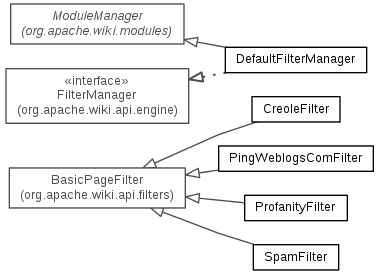 ModuleManager
(org.apache.wiki.modules)
DefaultFilterManager
«interface»
FilterManager
(org.apache.wiki.api.engine)
CreoleFilter
PingWeblogsComFilter
BasicPageFilter
(org.apache.wiki.api.filters)
ProfanityFilter
SpamFilter